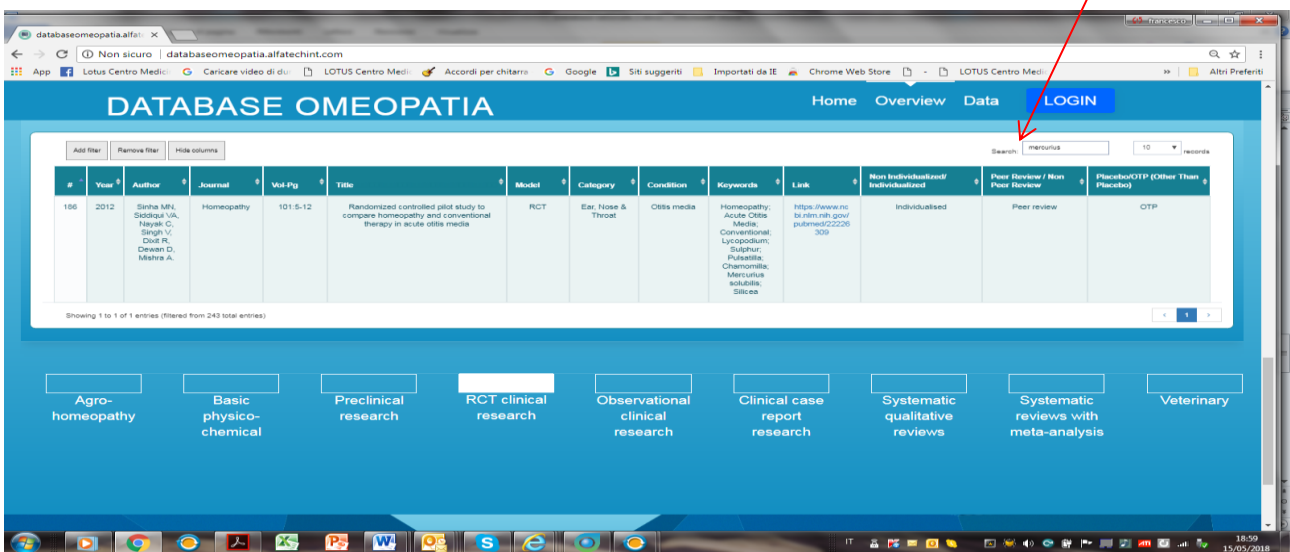 francesco
databaseomeopatia.alfat
Non sicuro | databaseomeopatia.alfatechint.com
App Lotus Centro Medic Caricare video di du LOTUS Centro Medi Accordi per chitarra Google Siti suggeriti Importati da IE Chrome Web Store - LOTUS Centro Medi » Altri Preferiti
DATABASE OMEOPATIA
Home Overview Data LOGIN
Add filter Remove filter Hide columns
Search: mercurius 10 records
# Year Author Journal Vol-Pg Title Model Category Condition Keywords Link Non Individualized/ Individualized Peer Review / Non Peer Review Placebo/OTP (Other Than Placebo)
166 2012 Sinha MN, Siddiqui VA, Nayak C, Singh V, Dixit R, Dewan D, Mishra A. Homeopathy 101:5-12 Randomized controlled pilot study to compare homeopathy and conventional therapy in acute otitis media RCT Ear, Nose & Throat Otitis media Homeopathy; Acute Otitis Media; Conventional; Lycopodium; Sulphur; Pulsatilla; Chamomilla; Mercurius solubilis; Silicea https://www.ncbi.nlm.nih.gov/pubmed/22226309 Individualised Peer review OTP
Showing 1 to 1 of 1 entries (filtered from 243 total entries)
‹ 1 ›
Agro-homeopathy
Basic physico-chemical
Preclinical research
RCT clinical research
Observational clinical research
Clinical case report research
Systematic qualitative reviews
Systematic reviews with meta-analysis
Veterinary
IT
18:59
15/05/2018